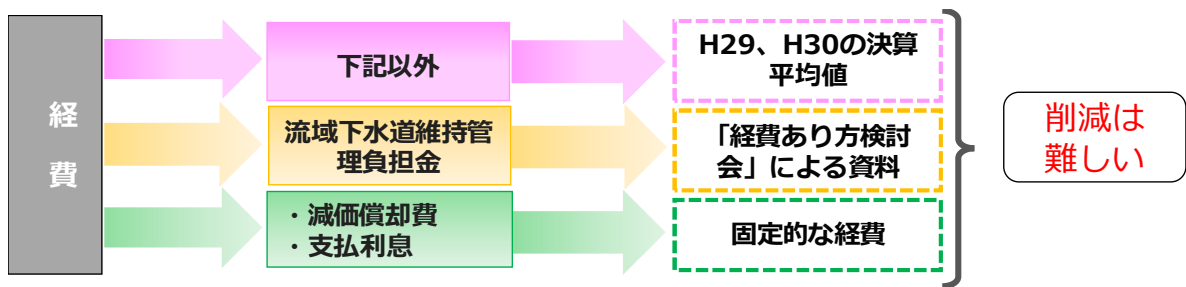 経費
下記以外
H29、H30の決算
平均値
流域下水道維持管
理負担金
「経費あり方検討
会」による資料
・減価償却費
・支払利息
固定的な経費
削減は
難しい